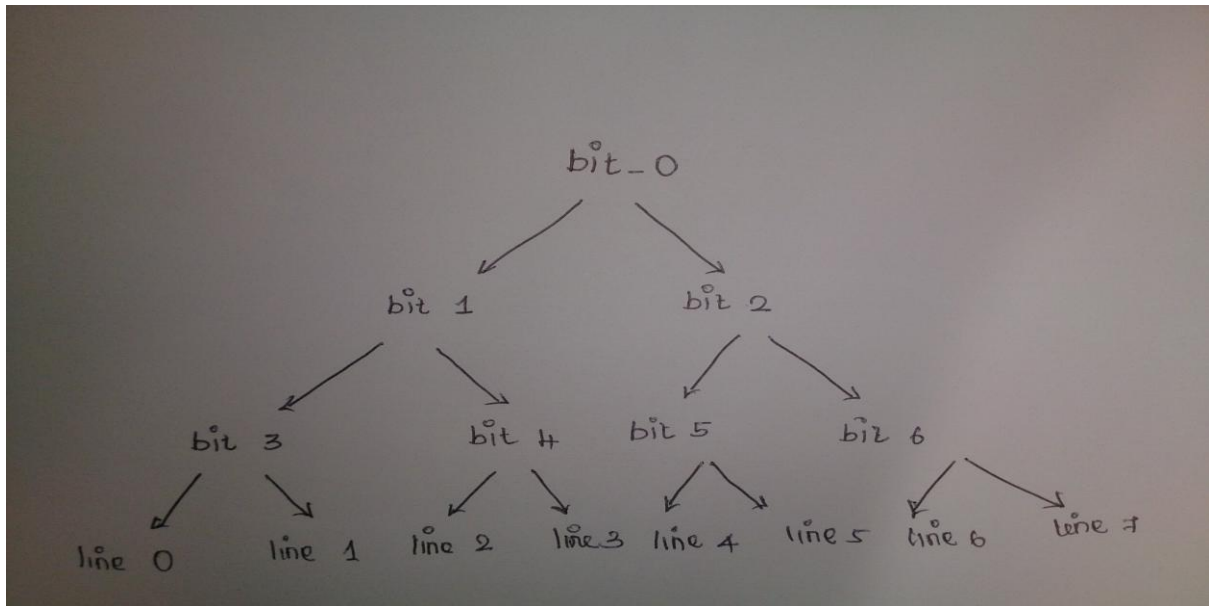 bit_0
bit 1 bit 2
bit 3 bit 4 bit 5 bit 6
line 0 line 1 line 2 line 3 line 4 line 5 line 6 line 7